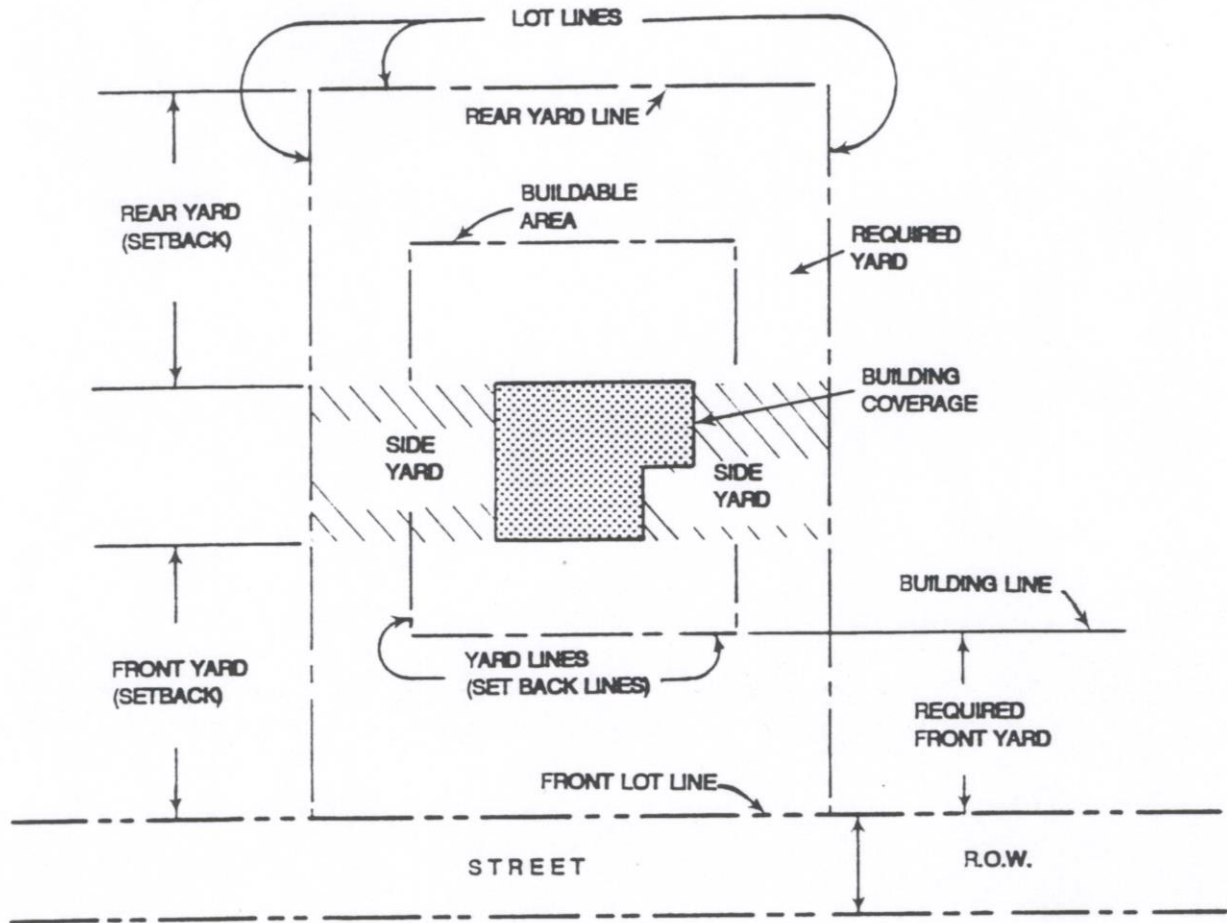 LOT LINES
REAR YARD LINE
BUILDABLE
AREA
REAR YARD
(SETBACK)
REQUIRED
YARD
BUILDING
COVERAGE
SIDE
YARD
SIDE
YARD
BUILDING LINE
FRONT YARD
(SETBACK)
YARD LINES
(SET BACK LINES)
REQUIRED
FRONT YARD
FRONT LOT LINE
STREET
R.O.W.